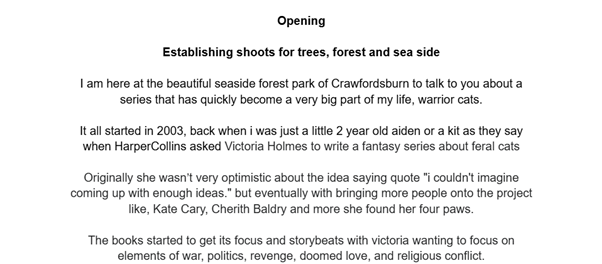 Opening
Establishing shoots for trees, forest and sea side
I am here at the beautiful seaside forest park of Crawfordsburn to talk to you about a
series that has quickly become a very big part of my life, warrior cats.
It all started in 2003, back when i was just a little 2 year old aiden or a kit as they say
when HarperCollins asked Victoria Holmes to write a fantasy series about feral cats
Originally she wasn't very optimistic about the idea saying quote "i couldn't imagine
coming up with enough ideas." but eventually with bringing more people onto the project
like, Kate Cary, Cherith Baldry and more she found her four paws.
The books started to get its focus and storybeats with victoria wanting to focus on
elements of war, politics, revenge, doomed love, and religious conflict.